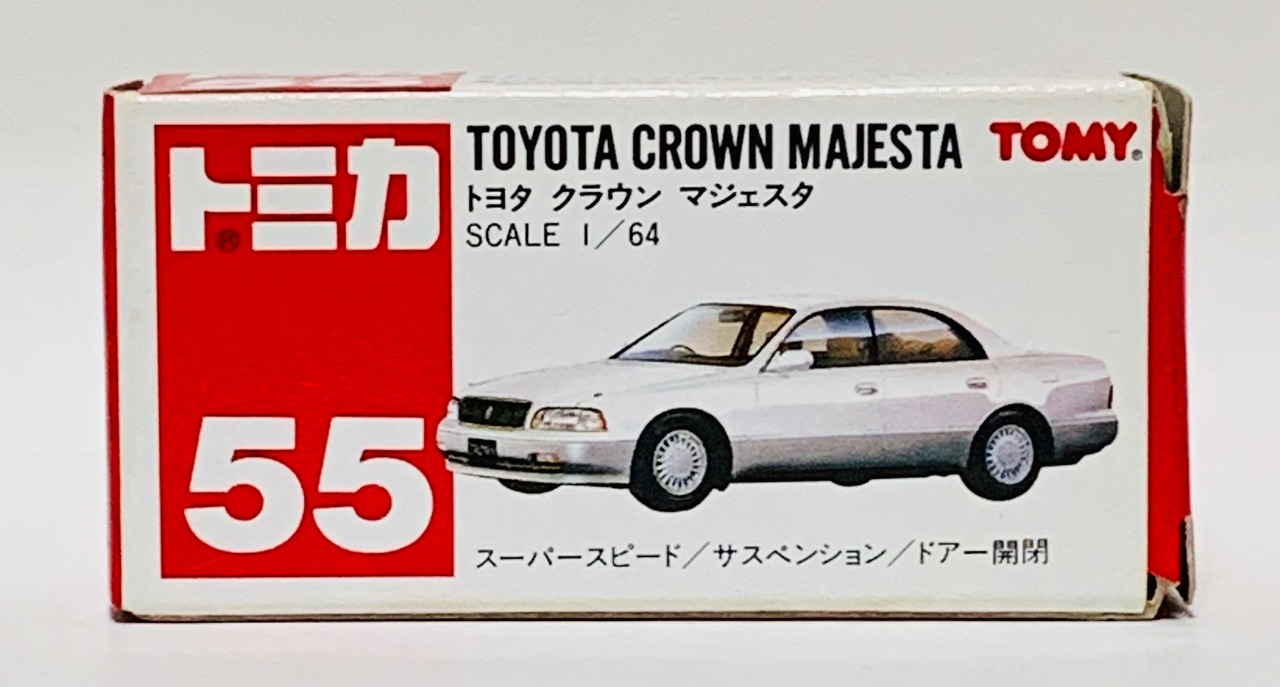 トミカ®
TOYOTA CROWN MAJESTA
TOMY®
トヨタ クラウン マジェスタ
SCALE 1/64
55
スーパースピード/サスペンション/ドアー開閉